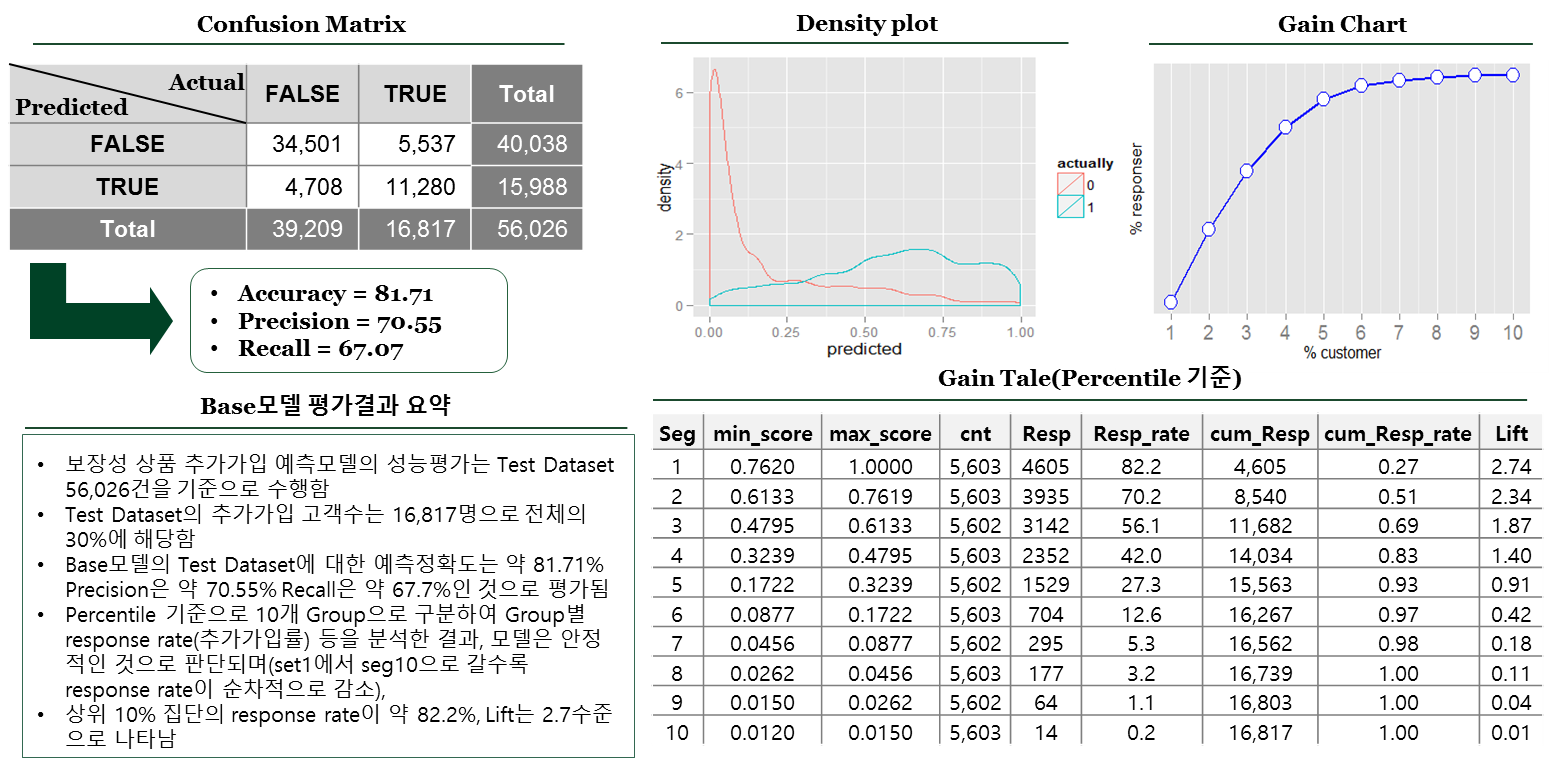 Confusion Matrix
Actual
Predicted
FALSE TRUE Total
FALSE 34,501 5,537 40,038
TRUE 4,708 11,280 15,988
Total 39,209 16,817 56,026
• Accuracy = 81.71
• Precision = 70.55
• Recall = 67.07
Density plot
density
6
4
2
0
0.00 0.25 0.50 0.75 1.00
predicted
actually
0
1
Gain Chart
% responser
1 2 3 4 5 6 7 8 9 10
% customer
Base모델 평가결과 요약
• 보장성 상품 추가가입 예측모델의 성능평가는 Test Dataset
56,026건을 기준으로 수행함
• Test Dataset의 추가가입 고객수는 16,817명으로 전체의
30%에 해당함
• Base모델의 Test Dataset에 대한 예측정확도는 약 81.71%
Precision은 약 70.55% Recall은 약 67.7%인 것으로 평가됨
• Percentile 기준으로 10개 Group으로 구분하여 Group별
response rate(추가가입률) 등을 분석한 결과, 모델은 안정
적인 것으로 판단되며(set1에서 seg10으로 갈수록
response rate이 순차적으로 감소),
• 상위 10% 집단의 response rate이 약 82.2%, Lift는 2.7수준
으로 나타남
Gain Tale(Percentile 기준)
Seg min_score max_score cnt Resp Resp_rate cum_Resp cum_Resp_rate Lift
1 0.7620 1.0000 5,603 4605 82.2 4,605 0.27 2.74
2 0.6133 0.7619 5,603 3935 70.2 8,540 0.51 2.34
3 0.4795 0.6133 5,602 3142 56.1 11,682 0.69 1.87
4 0.3239 0.4795 5,603 2352 42.0 14,034 0.83 1.40
5 0.1722 0.3239 5,602 1529 27.3 15,563 0.93 0.91
6 0.0877 0.1722 5,603 704 12.6 16,267 0.97 0.42
7 0.0456 0.0877 5,602 295 5.3 16,562 0.98 0.18
8 0.0262 0.0456 5,603 177 3.2 16,739 1.00 0.11
9 0.0150 0.0262 5,602 64 1.1 16,803 1.00 0.04
10 0.0120 0.0150 5,603 14 0.2 16,817 1.00 0.01